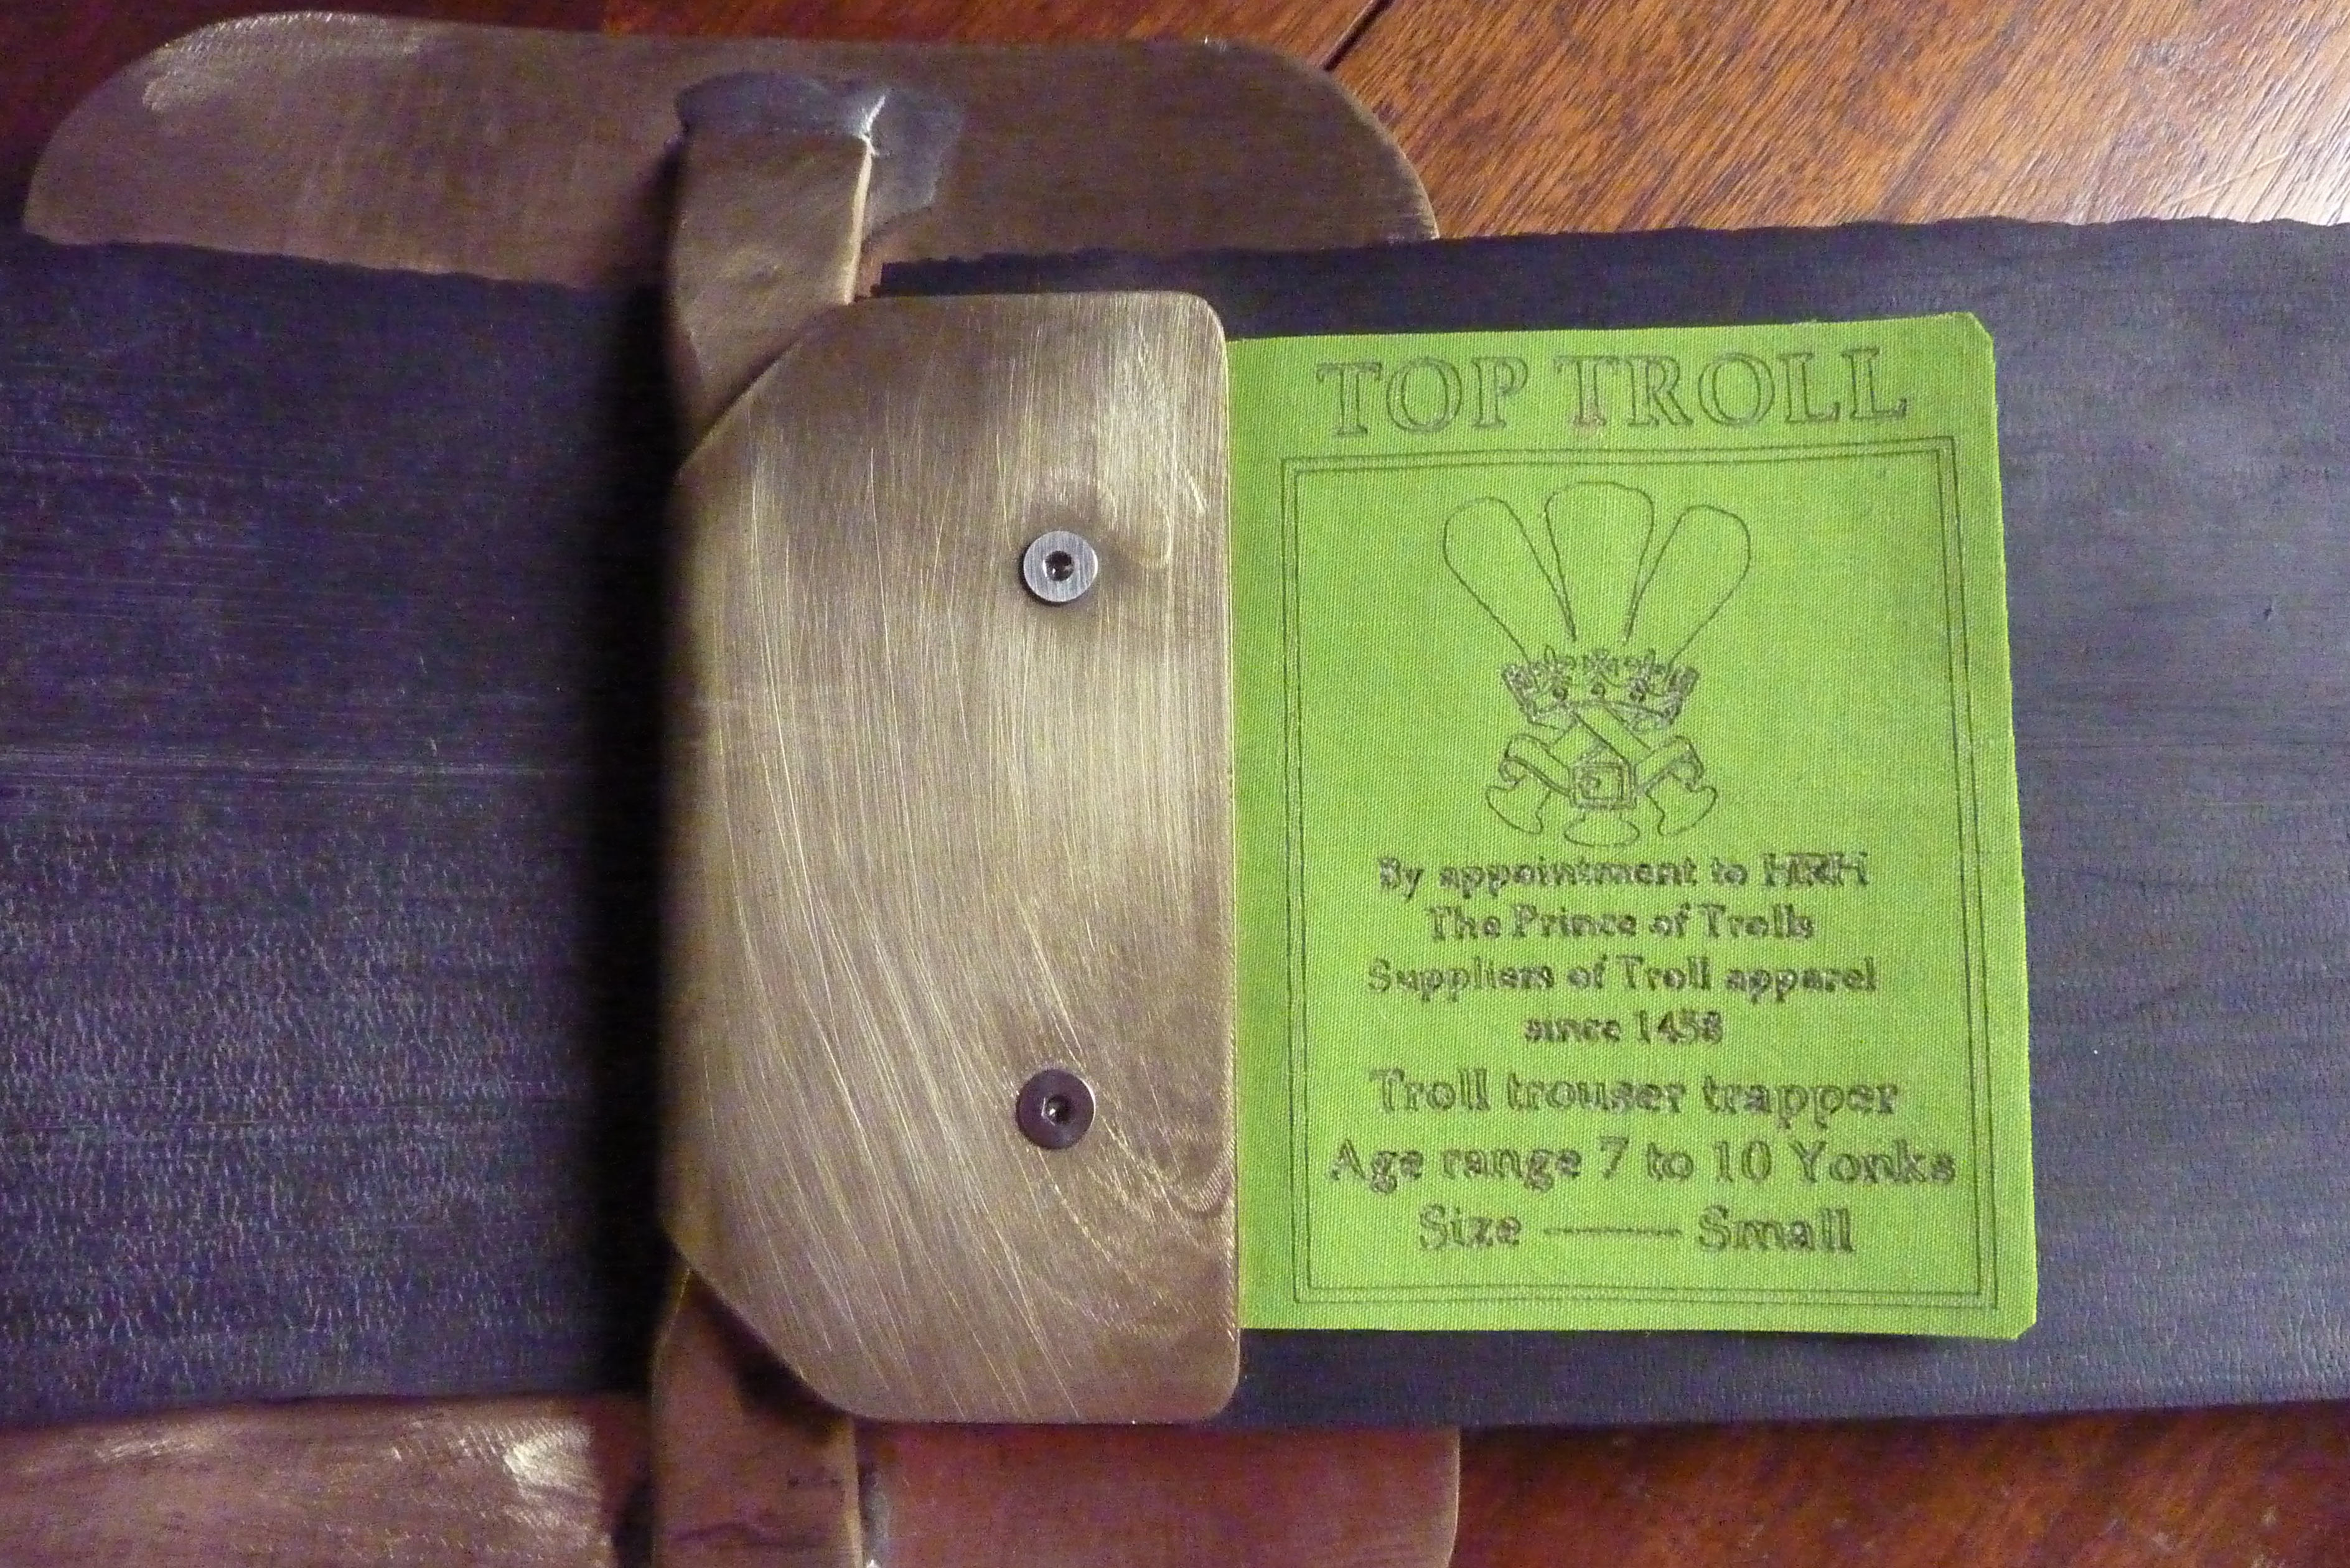 TOP TROLL
By appointment to HRH
The Prince of Trolls
Suppliers of Troll apparel
since 1458
Troll trouser trapper
Age range 7 to 10 Yonks
Size ——— Small